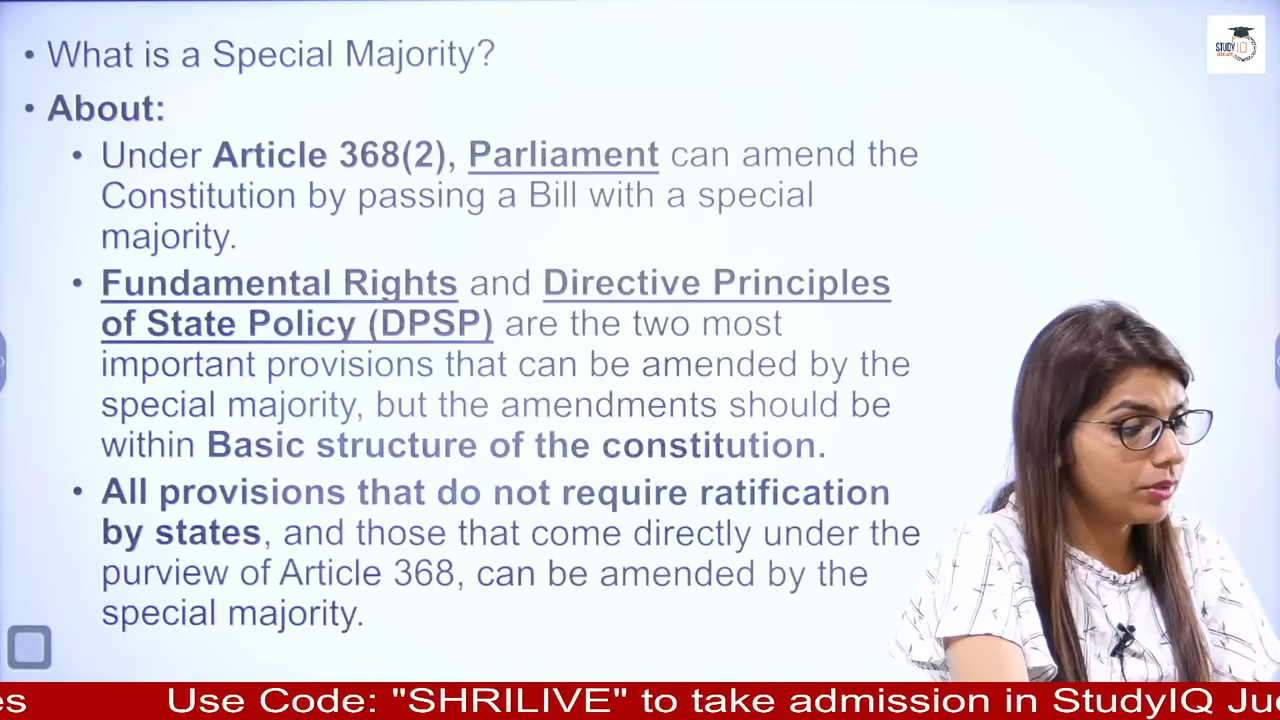 • What is a Special Majority?
• About:
• Under Article 368(2), Parliament can amend the
Constitution by passing a Bill with a special
majority.
• Fundamental Rights and Directive Principles
of State Policy (DPSP) are the two most
important provisions that can be amended by the
special majority, but the amendments should be
within Basic structure of the constitution.
• All provisions that do not require ratification
by states, and those that come directly under the
purview of Article 368, can be amended by the
special majority.
STUDY IQ
es Use Code: "SHRILIVE" to take admission in StudyIQ Ju